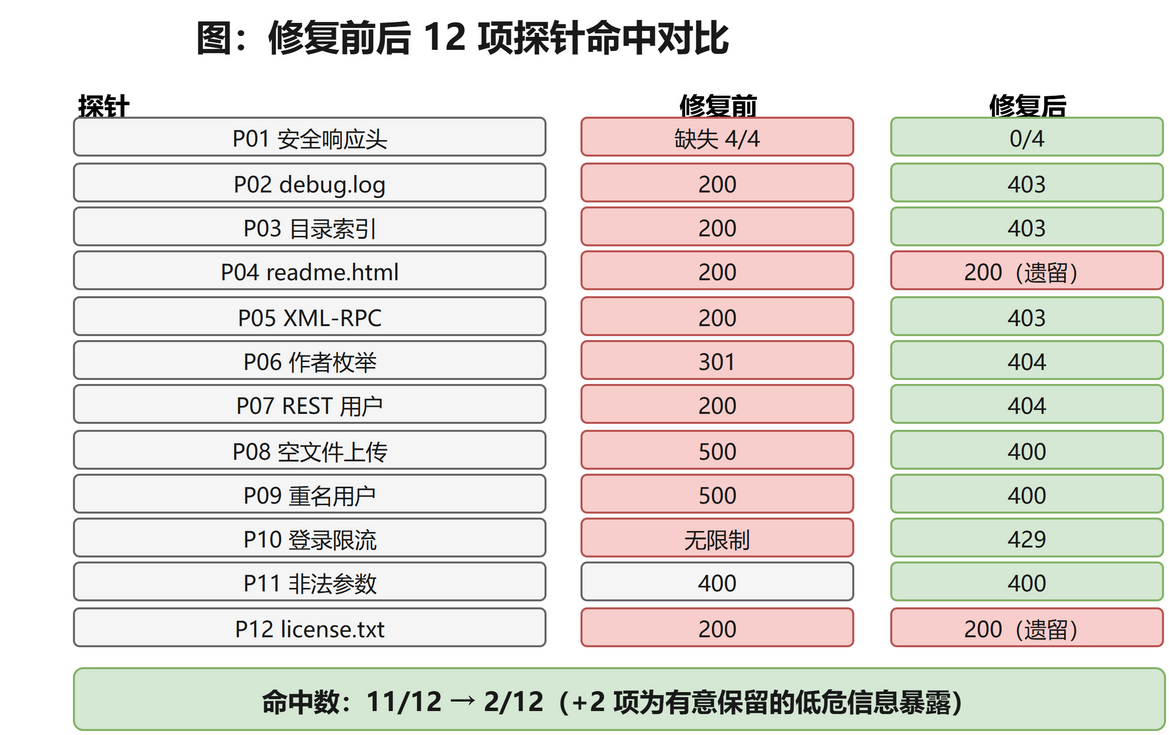 图：修复前后 12 项探针命中对比
探针 修复前 修复后
P01 安全响应头 缺失 4/4 0/4
P02 debug.log 200 403
P03 目录索引 200 403
P04 readme.html 200 200（遗留）
P05 XML-RPC 200 403
P06 作者枚举 301 404
P07 REST 用户 200 404
P08 空文件上传 500 400
P09 重名用户 500 400
P10 登录限流 无限制 429
P11 非法参数 400 400
P12 license.txt 200 200（遗留）
命中数：11/12 → 2/12（+2 项为有意保留的低危信息暴露）